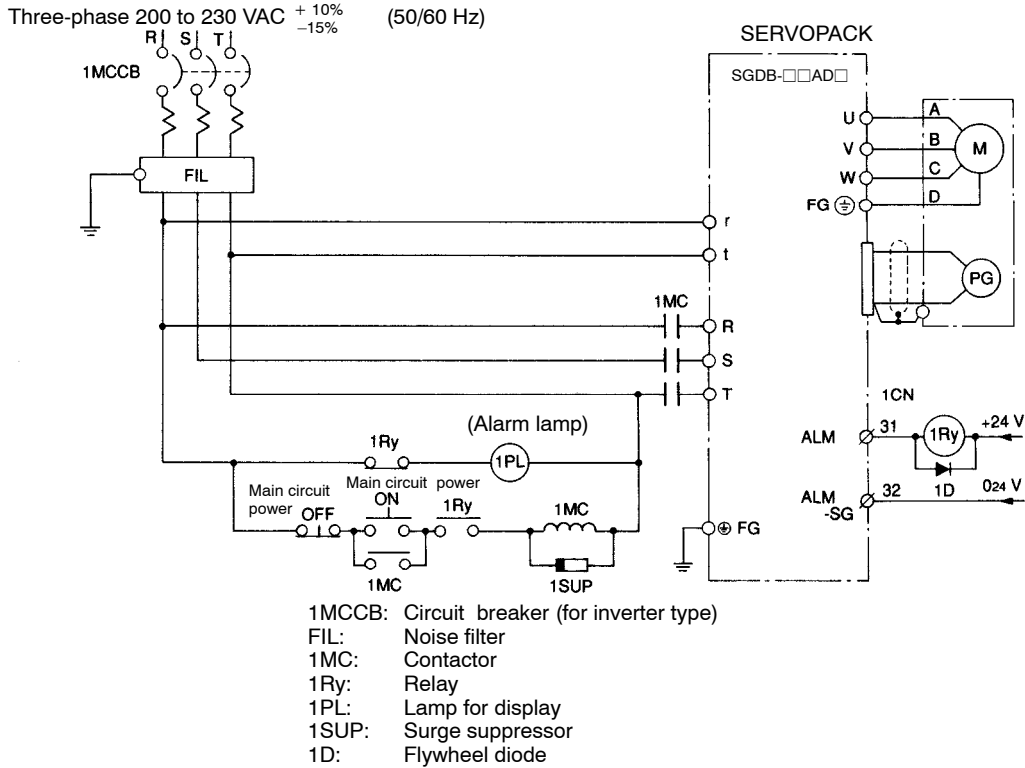 Three-phase 200 to 230 VAC + 10% −15% (50/60 Hz)
R S T
1MCCB
FIL
SERVOPACK
SGDB-□□AD□
U A
V B M
W C
FG D
r
t
PG
1MC
R
S
T
1CN
(Alarm lamp)
1Ry 1PL
ALM 31 1Ry +24 V
1D
ALM -SG 32 024 V
Main circuit power OFF
Main circuit power ON
1Ry 1MC
FG
1MC 1SUP
1MCCB: Circuit breaker (for inverter type)
FIL: Noise filter
1MC: Contactor
1Ry: Relay
1PL: Lamp for display
1SUP: Surge suppressor
1D: Flywheel diode